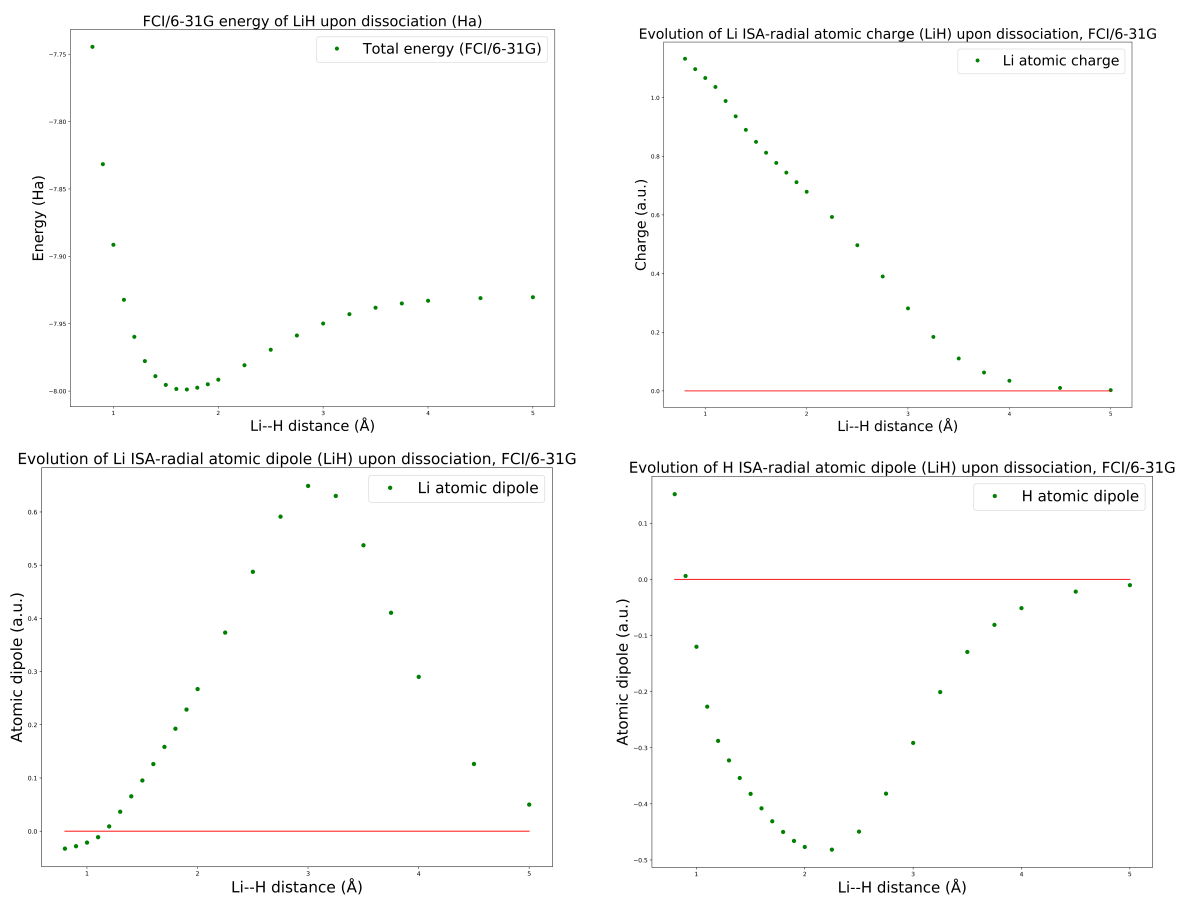 FCI/6-31G energy of LiH upon dissociation (Ha)
Total energy (FCI/6-31G)
−7.75
−7.80
−7.85
−7.90
−7.95
−8.00
Energy (Ha)
1 2 3 4 5
Li--H distance (Å)
Evolution of Li ISA-radial atomic charge (LiH) upon dissociation, FCI/6-31G
Li atomic charge
1.0
0.8
0.6
0.4
0.2
0.0
Charge (a.u.)
1 2 3 4 5
Li--H distance (Å)
Evolution of Li ISA-radial atomic dipole (LiH) upon dissociation, FCI/6-31G
Li atomic dipole
0.6
0.5
0.4
0.3
0.2
0.1
0.0
Atomic dipole (a.u.)
1 2 3 4 5
Li--H distance (Å)
Evolution of H ISA-radial atomic dipole (LiH) upon dissociation, FCI/6-31G
H atomic dipole
0.1
0.0
−0.1
−0.2
−0.3
−0.4
−0.5
Atomic dipole (a.u.)
1 2 3 4 5
Li--H distance (Å)